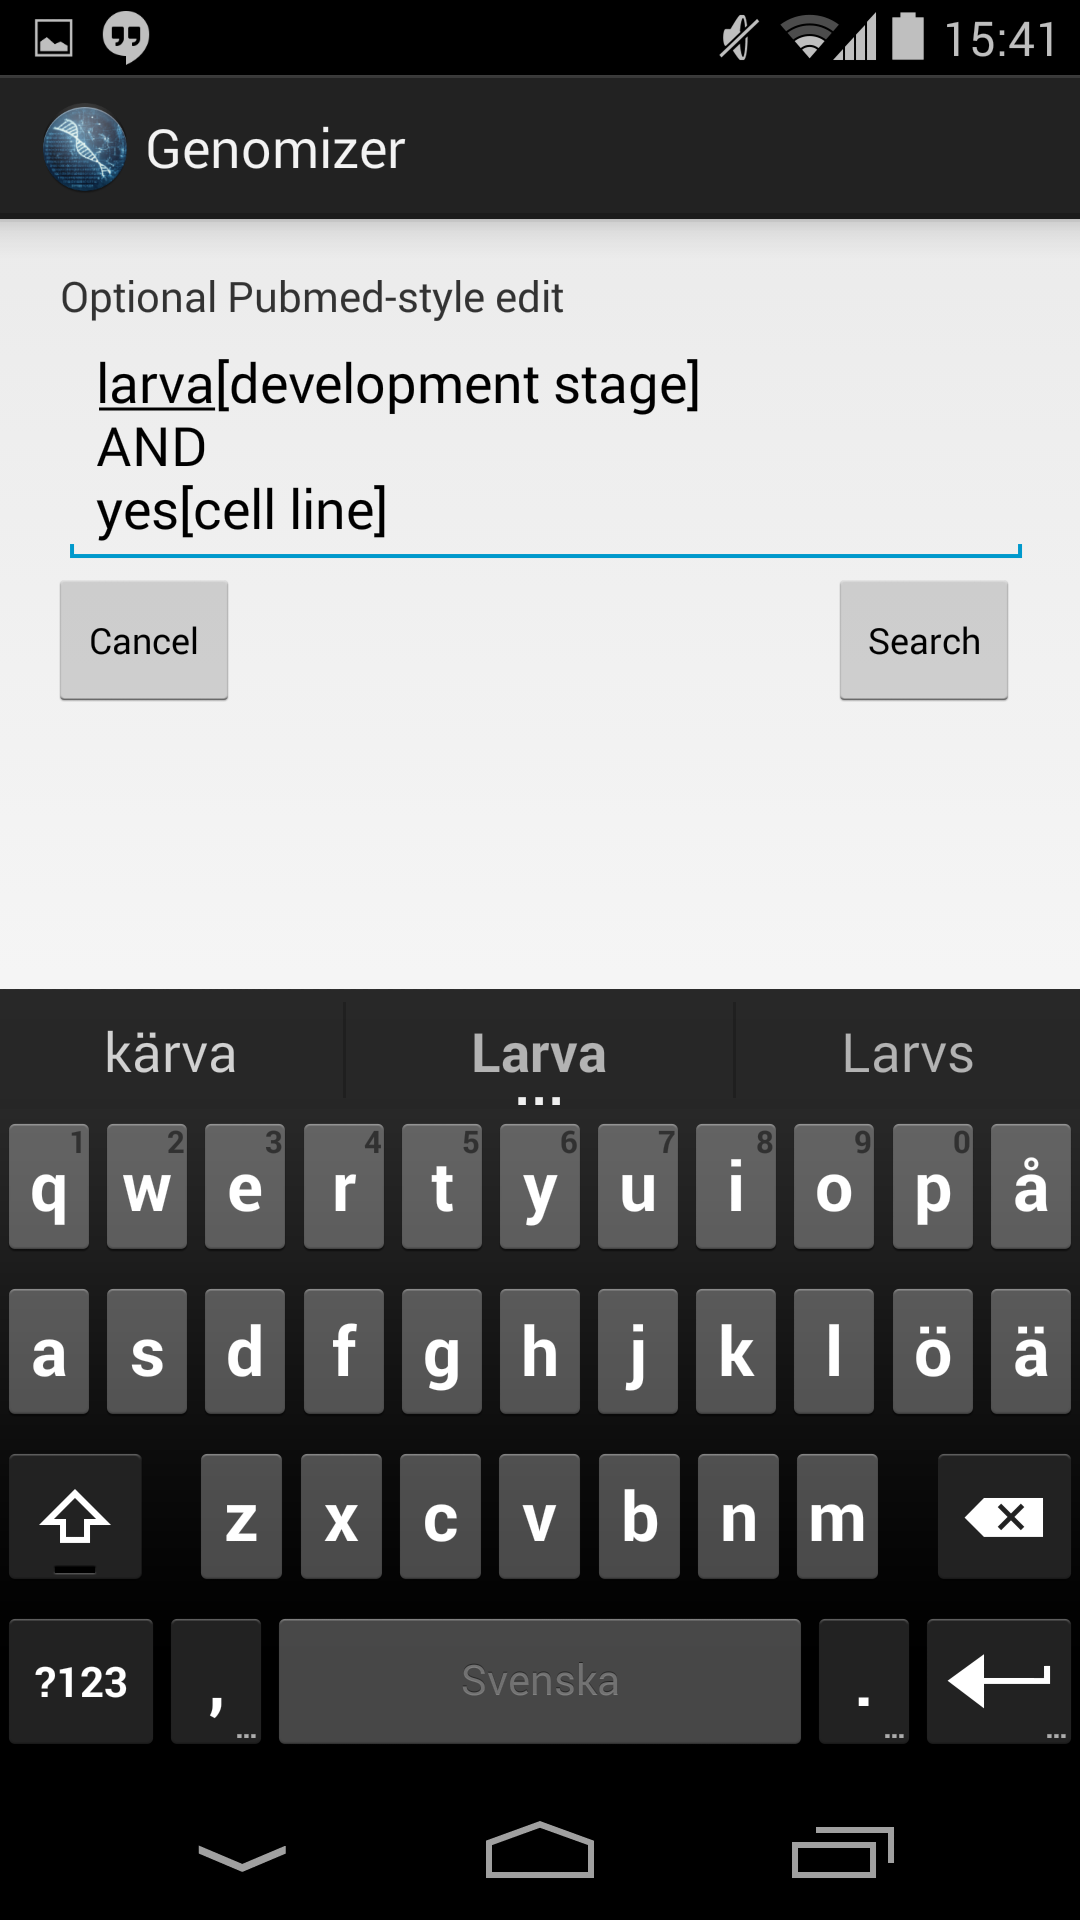 15:41
Genomizer
Optional Pubmed-style edit
larva[development stage]
AND
yes[cell line]
Cancel
Search
kärva
Larva
Larvs
...
1 2 3 4 5 6 7 8 9 0
q w e r t y u i o p å
a s d f g h j k l ö ä
z x c v b n m
?123 , ... Svenska . ... ...